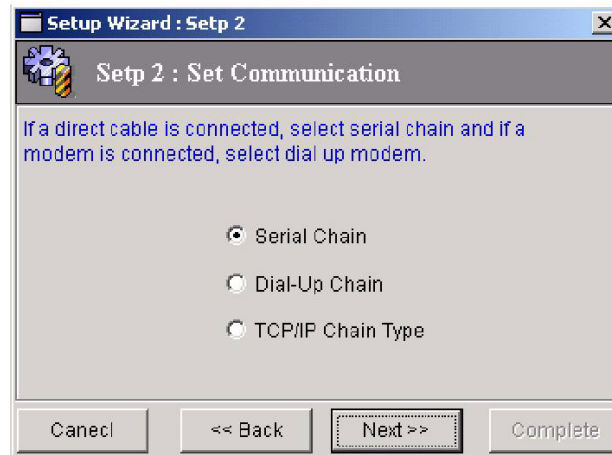 Setup Wizard : Setp 2
Setp 2 : Set Communication
If a direct cable is connected, select serial chain and if a
modem is connected, select dial up modem.
Serial Chain
Dial-Up Chain
TCP/IP Chain Type
Canecl
<< Back
Next >>
Complete